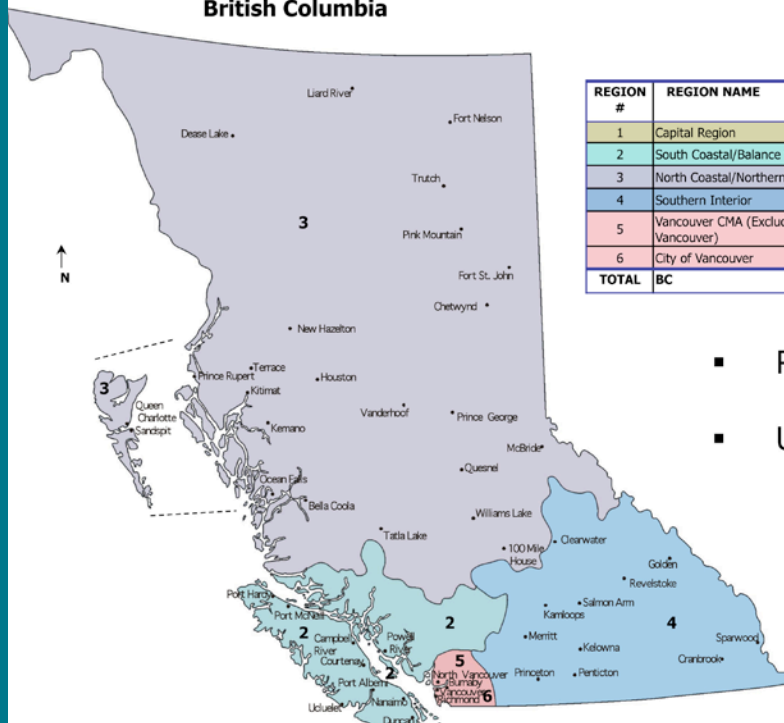 British Columbia
REGION
#
REGION NAME
1 Capital Region
2 South Coastal/Balance
3 North Coastal/Northern
4 Southern Interior
5 Vancouver CMA
Vancouver)
6 City of Vancouver
TOTAL BC
Liard River
Fort Nelson
Dease Lake
Trutch
3
Pink Mountain
N
Fort St. John
Chetwynd
New Hazelton
Terrace
Prince Rupert
Houston
Kitimat
3
Queen
Charlotte
Sandspit
Vanderhoof
Prince George
Kemano
McBride
Quesnel
Ocean Falls
Bella Coola
Williams Lake
Tatla Lake
100 Mile
House
Clearwater
Golden
Revelstoke
Port Hardy
Port McNeill
Salmon Arm
Kamloops
2
2
4
Campbell
River
Powell
River
Merritt
Sparwood
Kelowna
Courtenay
5
Cranbrook
2
North Vancouver
Princeton
Penticton
Port Alberni
Burnaby
Vancouver
Richmond
6
Nanaimo
Ucluelet
Duncan